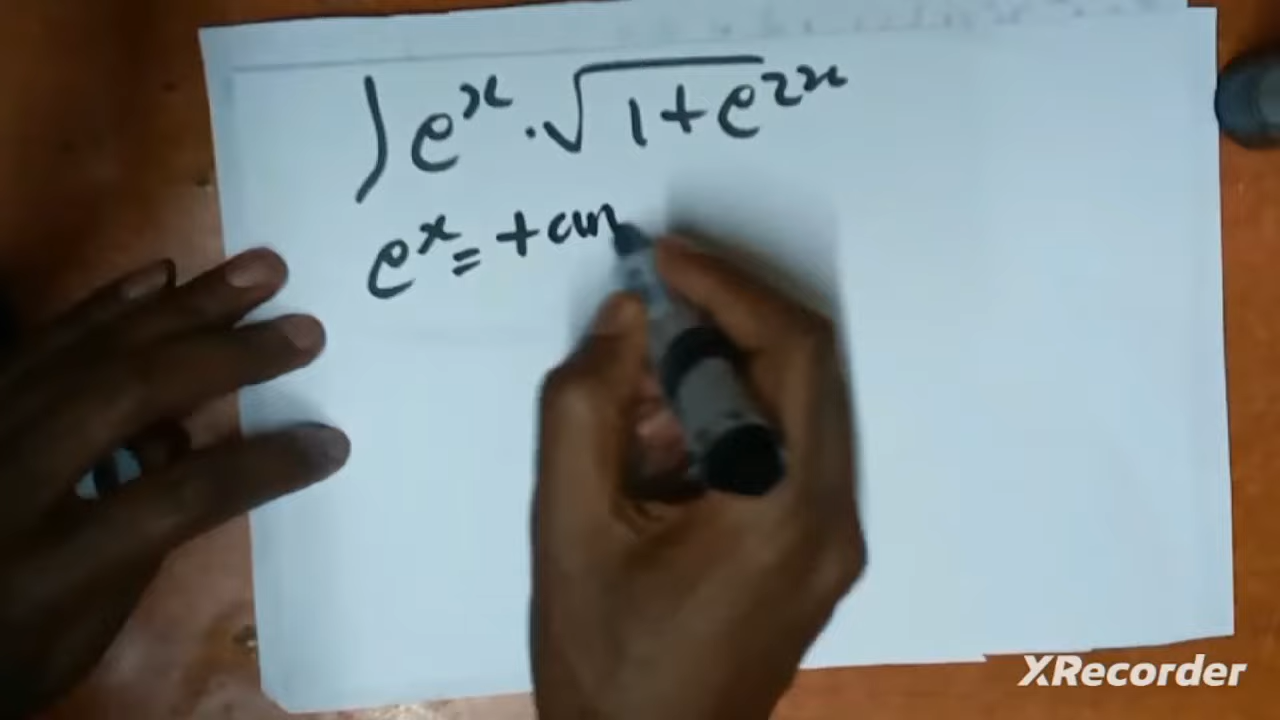 ∫ e^x . √1+e^2x
e^x = tan
XRecorder